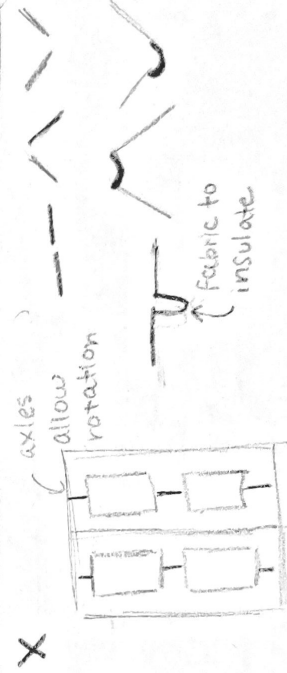 axles
allow
rotation
fabric to
insulate
X